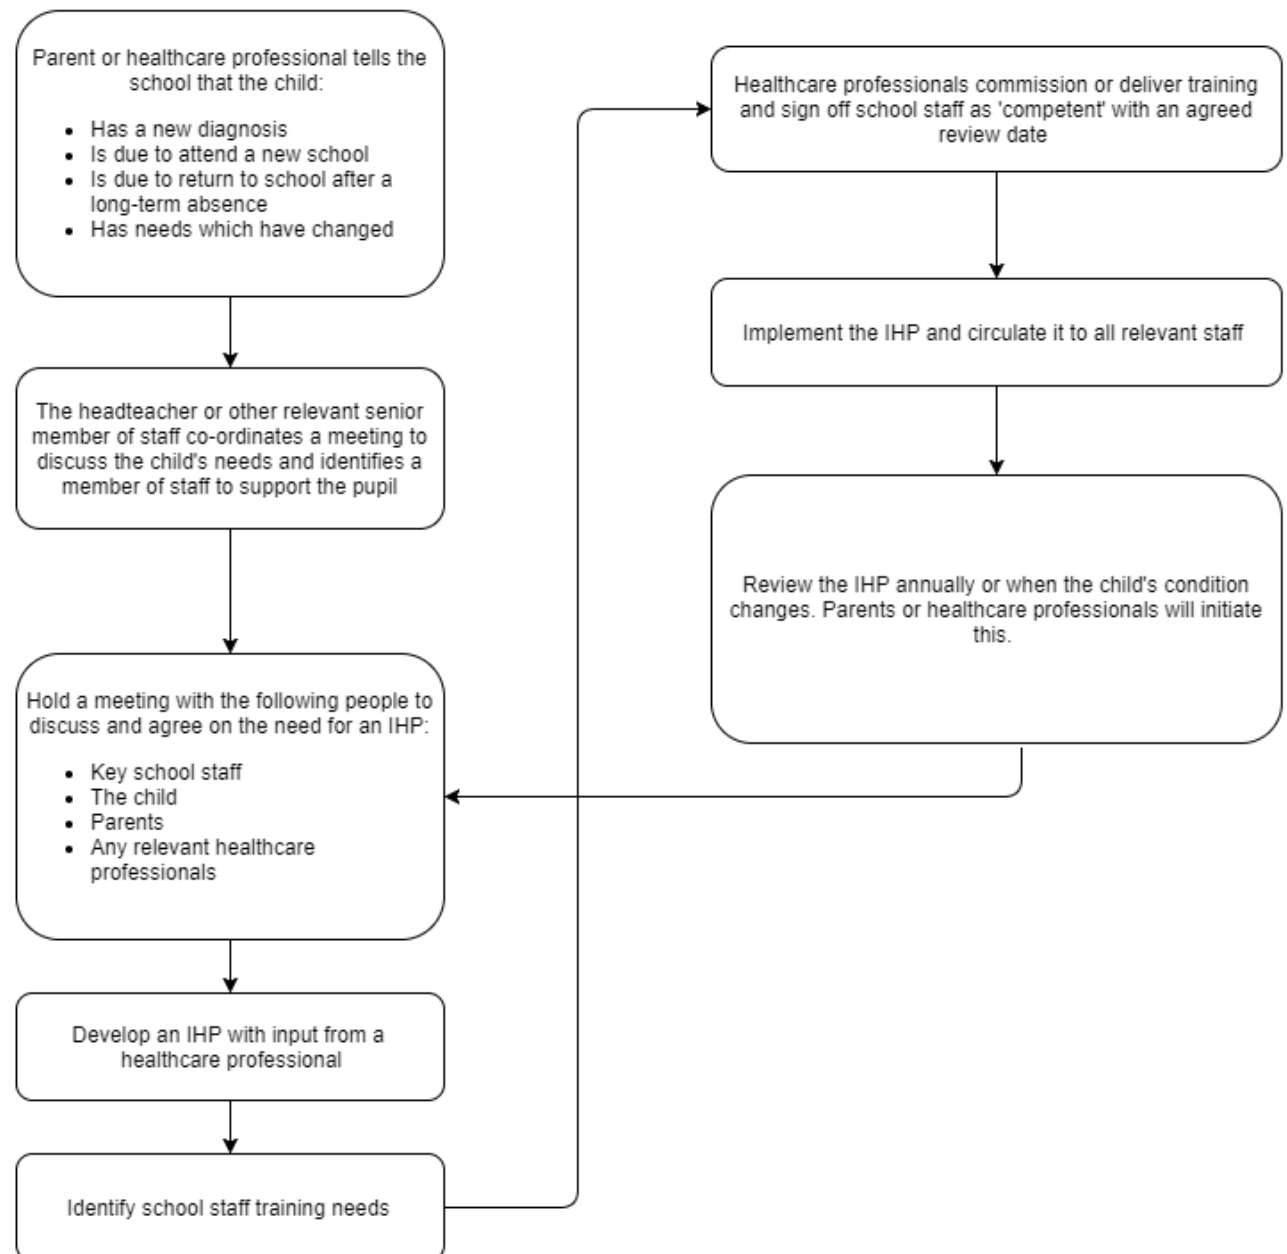 Parent or healthcare professional tells the
school that the child:
• Has a new diagnosis
• Is due to attend a new school
• Is due to return to school after a
long-term absence
• Has needs which have changed
The headteacher or other relevant senior
member of staff co-ordinates a meeting to
discuss the child's needs and identifies a
member of staff to support the pupil
Hold a meeting with the following people to
discuss and agree on the need for an IHP:
• Key school staff
• The child
• Parents
• Any relevant healthcare
professionals
Develop an IHP with input from a
healthcare professional
Identify school staff training needs
Healthcare professionals commission or deliver training
and sign off school staff as 'competent' with an agreed
review date
Implement the IHP and circulate it to all relevant staff
Review the IHP annually or when the child's condition
changes. Parents or healthcare professionals will initiate
this.